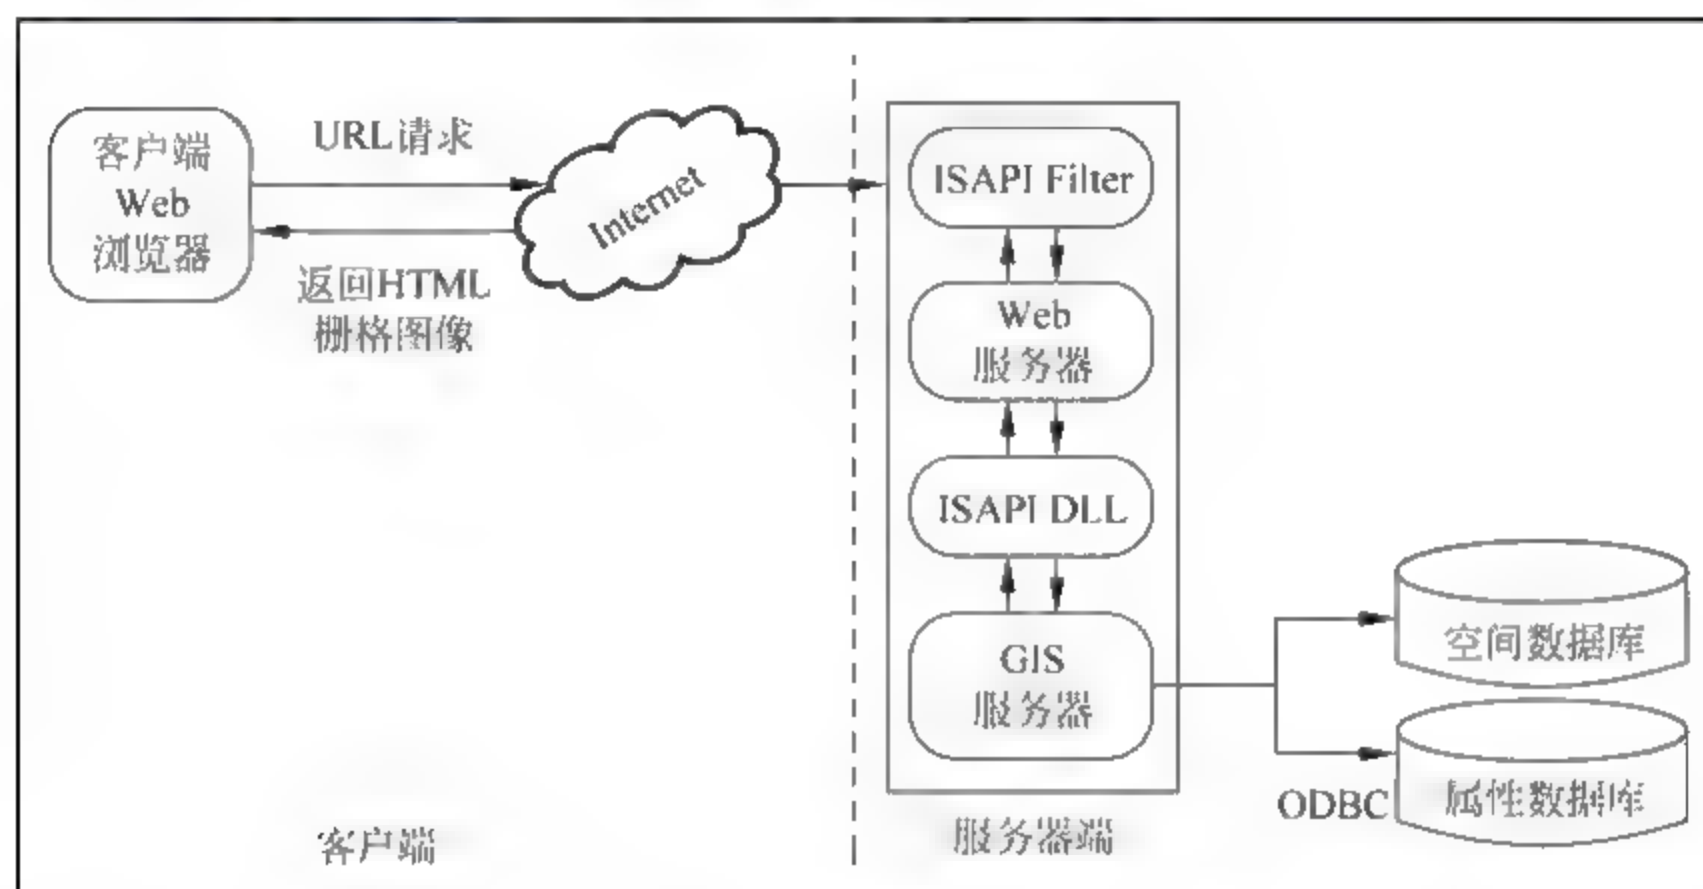 客户端
Web
浏览器
URL请求
返回HTML
栅格图像
Internet
ISAPI Filter
Web
服务器
ISAPI DLL
GIS
服务器
空间数据库
属性数据库
ODBC
客户端
服务器端